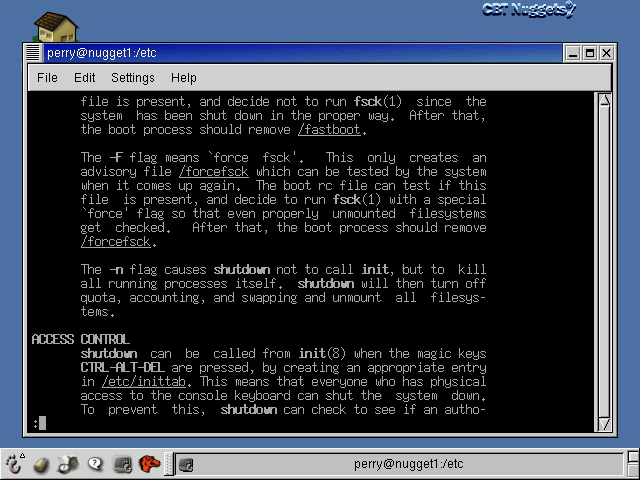 CBT Nuggets
perry@nugget1:/etc
File Edit Settings Help
file is present, and decide not to run fsck(1) since the
system has been shut down in the proper way. After that,
the boot process should remove /fastboot.
The -F flag means `force fsck'. This only creates an
advisory file /forcefsck which can be tested by the system
when it comes up again. The boot rc file can test if this
file is present, and decide to run fsck(1) with a special
`force' flag so that even properly unmounted filesystems
get checked. After that, the boot process should remove
/forcefsck.
The -n flag causes shutdown not to call init, but to kill
all running processes itself. shutdown will then turn off
quota, accounting, and swapping and unmount all filesys-
tems.
ACCESS CONTROL
shutdown can be called from init(8) when the magic keys
CTRL-ALT-DEL are pressed, by creating an appropriate entry
in /etc/inittab. This means that everyone who has physical
access to the console keyboard can shut the system down.
To prevent this, shutdown can check to see if an autho-
:
perry@nugget1:/etc